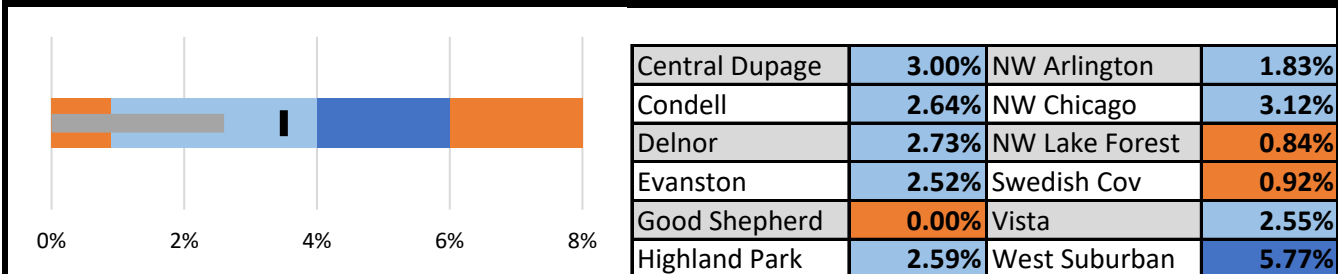 0% 2% 4% 6% 8%
Central Dupage 3.00% NW Arlington 1.83%
Condell 2.64% NW Chicago 3.12%
Delnor 2.73% NW Lake Forest 0.84%
Evanston 2.52% Swedish Cov 0.92%
Good Shepherd 0.00% Vista 2.55%
Highland Park 2.59% West Suburban 5.77%